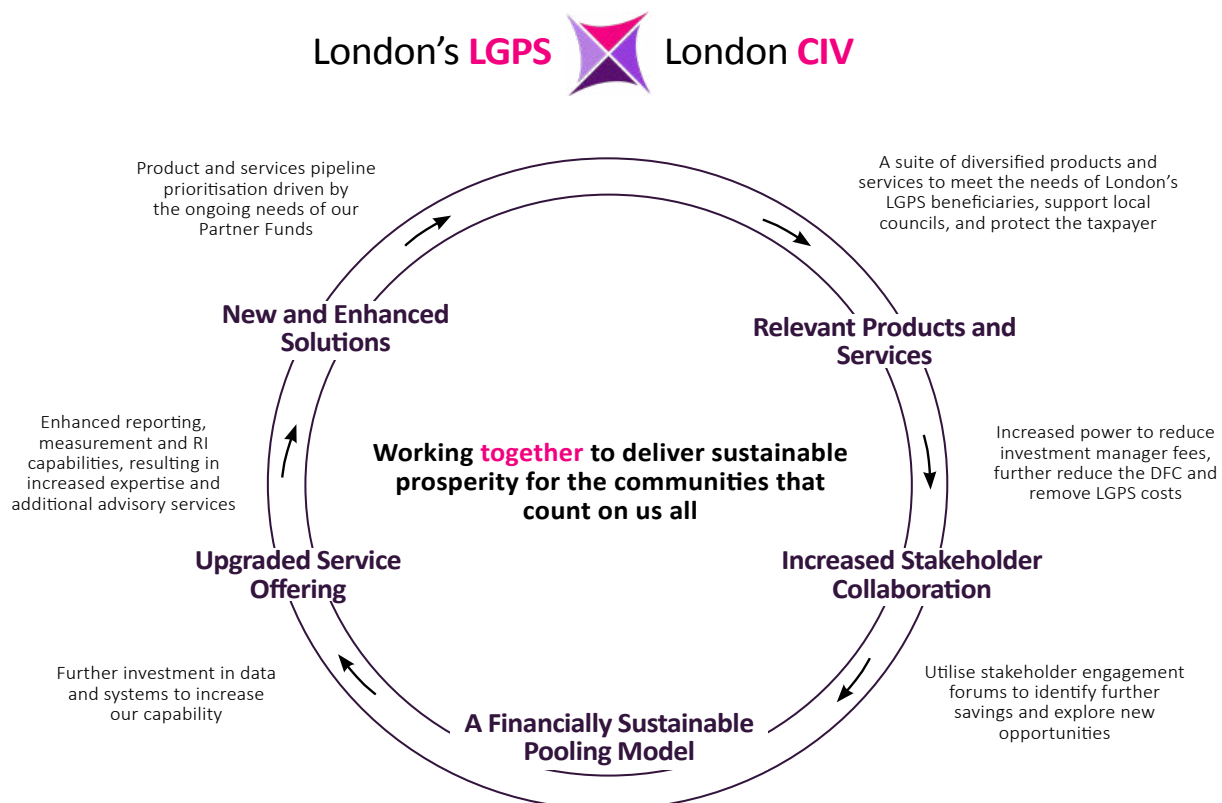 London's LGPS London CIV
Product and services pipeline
prioritisation driven by
the ongoing needs of our
Partner Funds
A suite of diversified products and
services to meet the needs of London's
LGPS beneficiaries, support local
councils, and protect the taxpayer
New and Enhanced
Solutions
Relevant Products and
Services
Enhanced reporting,
measurement and RI
capabilities, resulting in
increased expertise and
additional advisory services
Working together to deliver sustainable
prosperity for the communities that
count on us all
Increased power to reduce
investment manager fees,
further reduce the DFC and
remove LGPS costs
Upgraded Service
Offering
Increased Stakeholder
Collaboration
Further investment in data
and systems to increase
our capability
A Financially Sustainable
Pooling Model
Utilise stakeholder engagement
forums to identify further
savings and explore new
opportunities